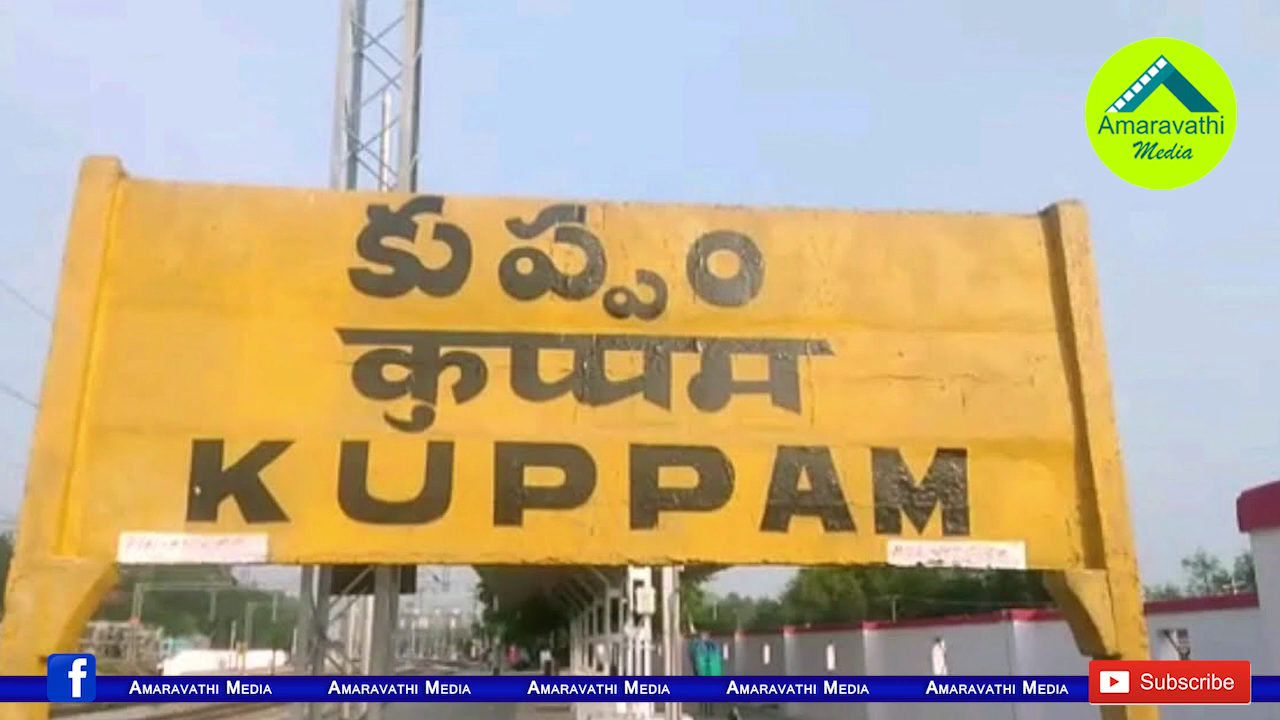 Amaravathi
Media
కుప్పం
कुप्पम
KUPPAM
Amaravathi Media Amaravathi Media Amaravathi Media Amaravathi Media Amaravathi Media
Subscribe